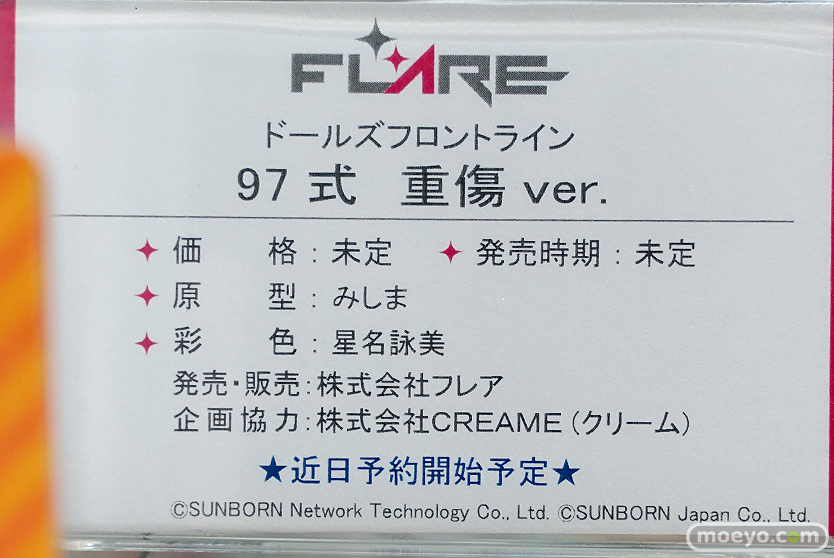 FLARE
ドールズフロントライン
97式 重傷 ver.
価　格：未定　発売時期：未定
原　型：みしま
彩　色：星名詠美
発売・販売：株式会社フレア
企画協力：株式会社CREAME（クリーム）
★近日予約開始予定★
©SUNBORN Network Technology Co., Ltd. ©SUNBORN Japan Co., Ltd.
moeyo.com